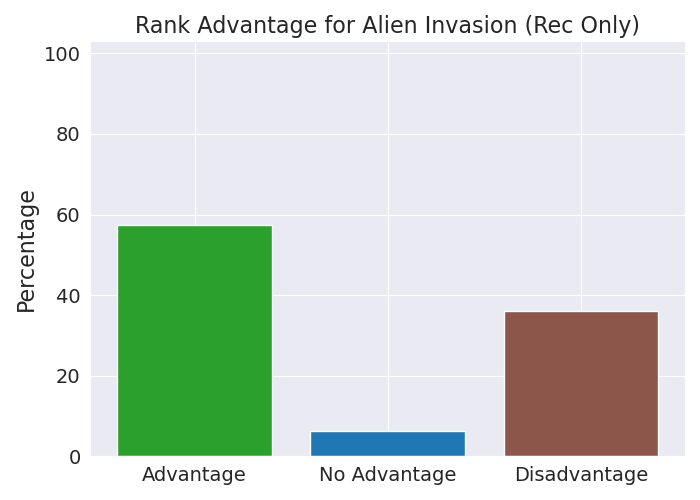 Rank Advantage for Alien Invasion (Rec Only)
100
80
60
40
20
0
Percentage
Advantage
No Advantage
Disadvantage